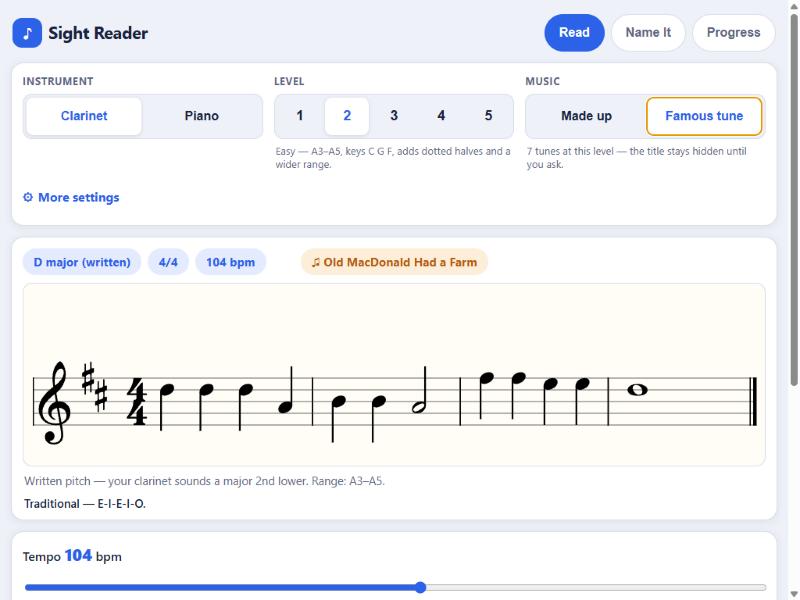 Sight Reader
Read
Name It
Progress
INSTRUMENT
LEVEL
MUSIC
Clarinet
Piano
1
2
3
4
5
Made up
Famous tune
Easy — A3–A5, keys C G F, adds dotted halves and a
wider range.
7 tunes at this level — the title stays hidden until
you ask.
More settings
D major (written)
4/4
104 bpm
Old MacDonald Had a Farm
4
4
Written pitch — your clarinet sounds a major 2nd lower. Range: A3–A5.
Traditional — E-I-E-I-O.
Tempo 104 bpm